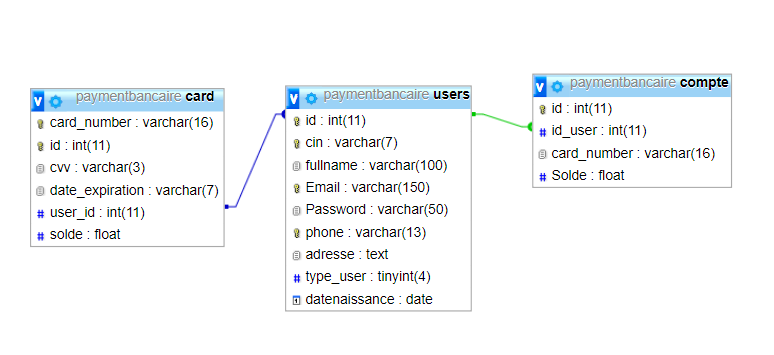 v paymentbancaire card
card_number : varchar(16)
id : int(11)
cvv : varchar(3)
date_expiration : varchar(7)
user_id : int(11)
solde : float
v paymentbancaire users
id : int(11)
cin : varchar(7)
fullname : varchar(100)
Email : varchar(150)
Password : varchar(50)
phone : varchar(13)
adresse : text
type_user : tinyint(4)
datenaissance : date
v paymentbancaire compte
id : int(11)
id_user : int(11)
card_number : varchar(16)
Solde : float